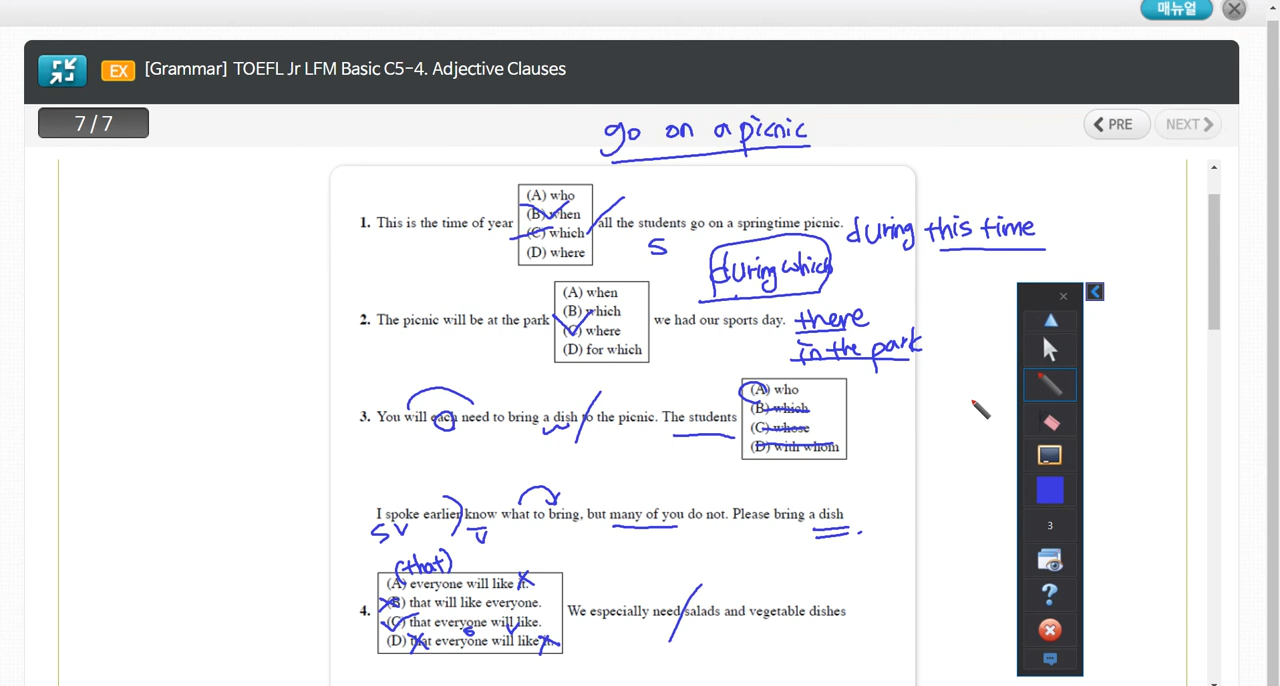 매뉴얼
EX [Grammar] TOEFL Jr LFM Basic C5-4. Adjective Clauses
7 / 7
PRE
NEXT
go on a picnic
1. This is the time of year
(A) who
(B) when
(C) which
(D) where
all the students go on a springtime picnic.
during this time
S
during which
2. The picnic will be at the park
(A) when
(B) which
(C) where
(D) for which
we had our sports day.
there
in the park
3. You will each need to bring a dish to the picnic. The students
(A) who
(B) which
(C) whose
(D) with whom
I spoke earlier know what to bring, but many of you do not. Please bring a dish
S V
V
(that)
4.
(A) everyone will like it.
(B) that will like everyone.
(C) that everyone will like.
(D) that everyone will like it.
S V
We especially need salads and vegetable dishes
3